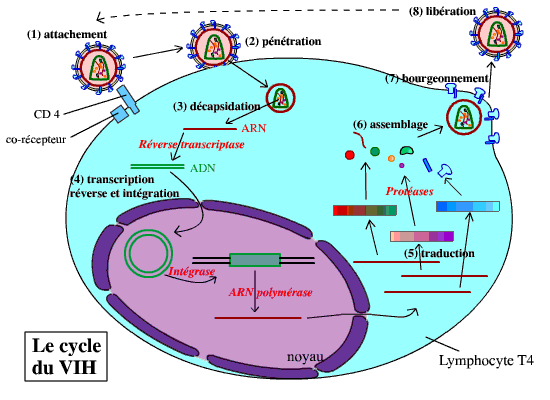 (8) libération
(1) attachement
(2) pénétration
(7) bourgeonnement
CD 4
(3) décapsidation
co-récepteur
ARN
(6) assemblage
Réverse transcriptase
ADN
(4) transcription
réverse et intégration
Protéases
(5) traduction
Intégrase
ARN polymérase
noyau
Le cycle
du VIH
Lymphocyte T4